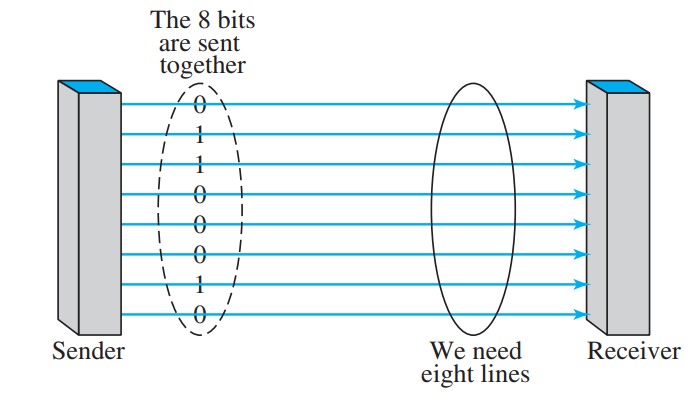 The 8 bits
are sent
together
0
1
1
0
0
0
1
0
Sender
We need
eight lines
Receiver